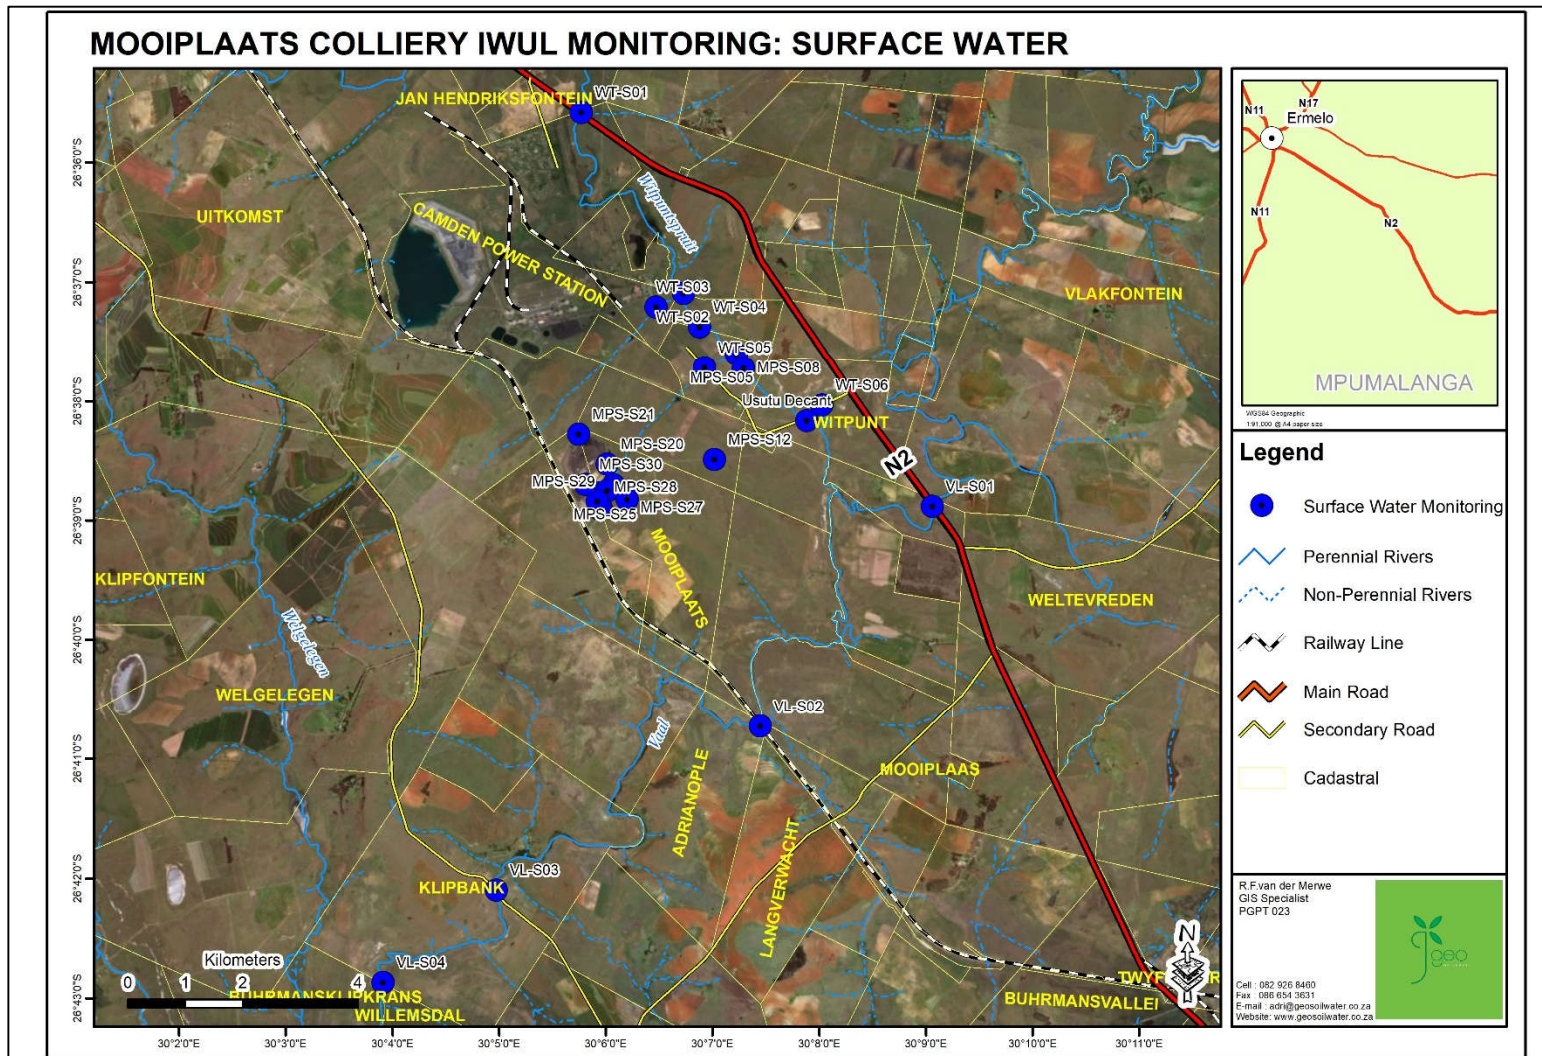 MOOIPLAATS COLLIERY IWUL MONITORING: SURFACE WATER
JAN HENDRIKSFONTEIN
WT-S01
UITKOMST
CAMDEN POWER STATION
Witpuntspruit
VLAKFONTEIN
WT-S03
WT-S04
WT-S02
WT-S05
MPS-S08
MPS-S05
WT-S06
Usutu Decant
WITPUNT
MPS-S21
MPS-S20
MPS-S12
MPS-S30
MPS-S29
MPS-S28
MPS-S27
MPS-S25
N2
VL-S01
MOOIPLAATS
KLIPFONTEIN
Welgelegen
WELTEVREDEN
WELGELEGEN
Vaal
VL-S02
ADRIANOPLE
MOOIPLAAS
LANGVERWACHT
VL-S03
KLIPBANK
VL-S04
BUHRMANSKLIPKRANS
WILLEMSDAL
BUHRMANSVALLEI
Kilometers
0 1 2 4
N
26°36'0"S
26°37'0"S
26°38'0"S
26°39'0"S
26°40'0"S
26°41'0"S
26°42'0"S
26°43'0"S
30°2'0"E 30°3'0"E 30°4'0"E 30°5'0"E 30°6'0"E 30°7'0"E 30°8'0"E 30°9'0"E 30°10'0"E 30°11'0"E
N11
N17
Ermelo
N11
N2
MPUMALANGA
WGS84 Geographic
1:91,000 @ A4 paper size
Legend
Surface Water Monitoring
Perennial Rivers
Non-Perennial Rivers
Railway Line
Main Road
Secondary Road
Cadastral
R.F.van der Merwe
GIS Specialist
PGPT 023
Cell : 082 926 8460
Fax : 086 654 3631
E-mail : adri@geosoilwater.co.za
Website: www.geosoilwater.co.za
geo